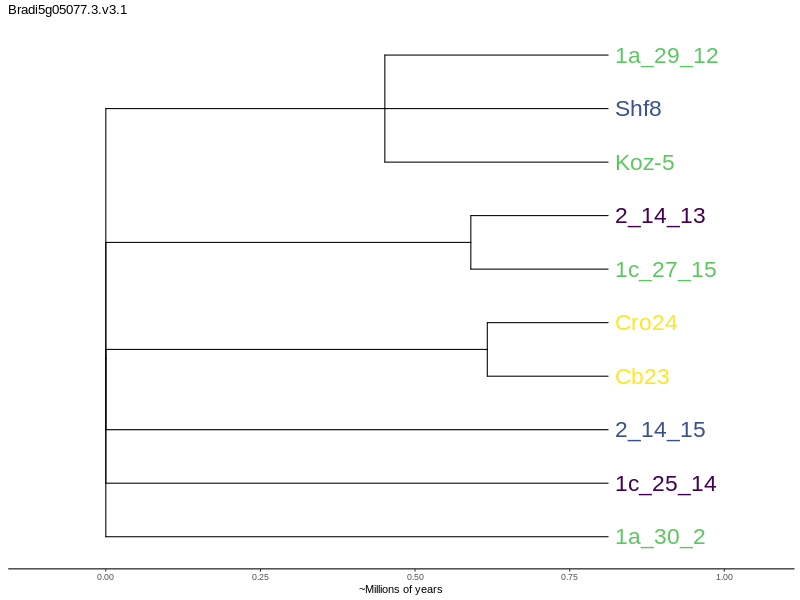 Bradi5g05077.3.v3.1
1a_29_12
Shf8
Koz-5
2_14_13
1c_27_15
Cro24
Cb23
2_14_15
1c_25_14
1a_30_2
0.00 0.25 0.50 0.75 1.00
~Millions of years